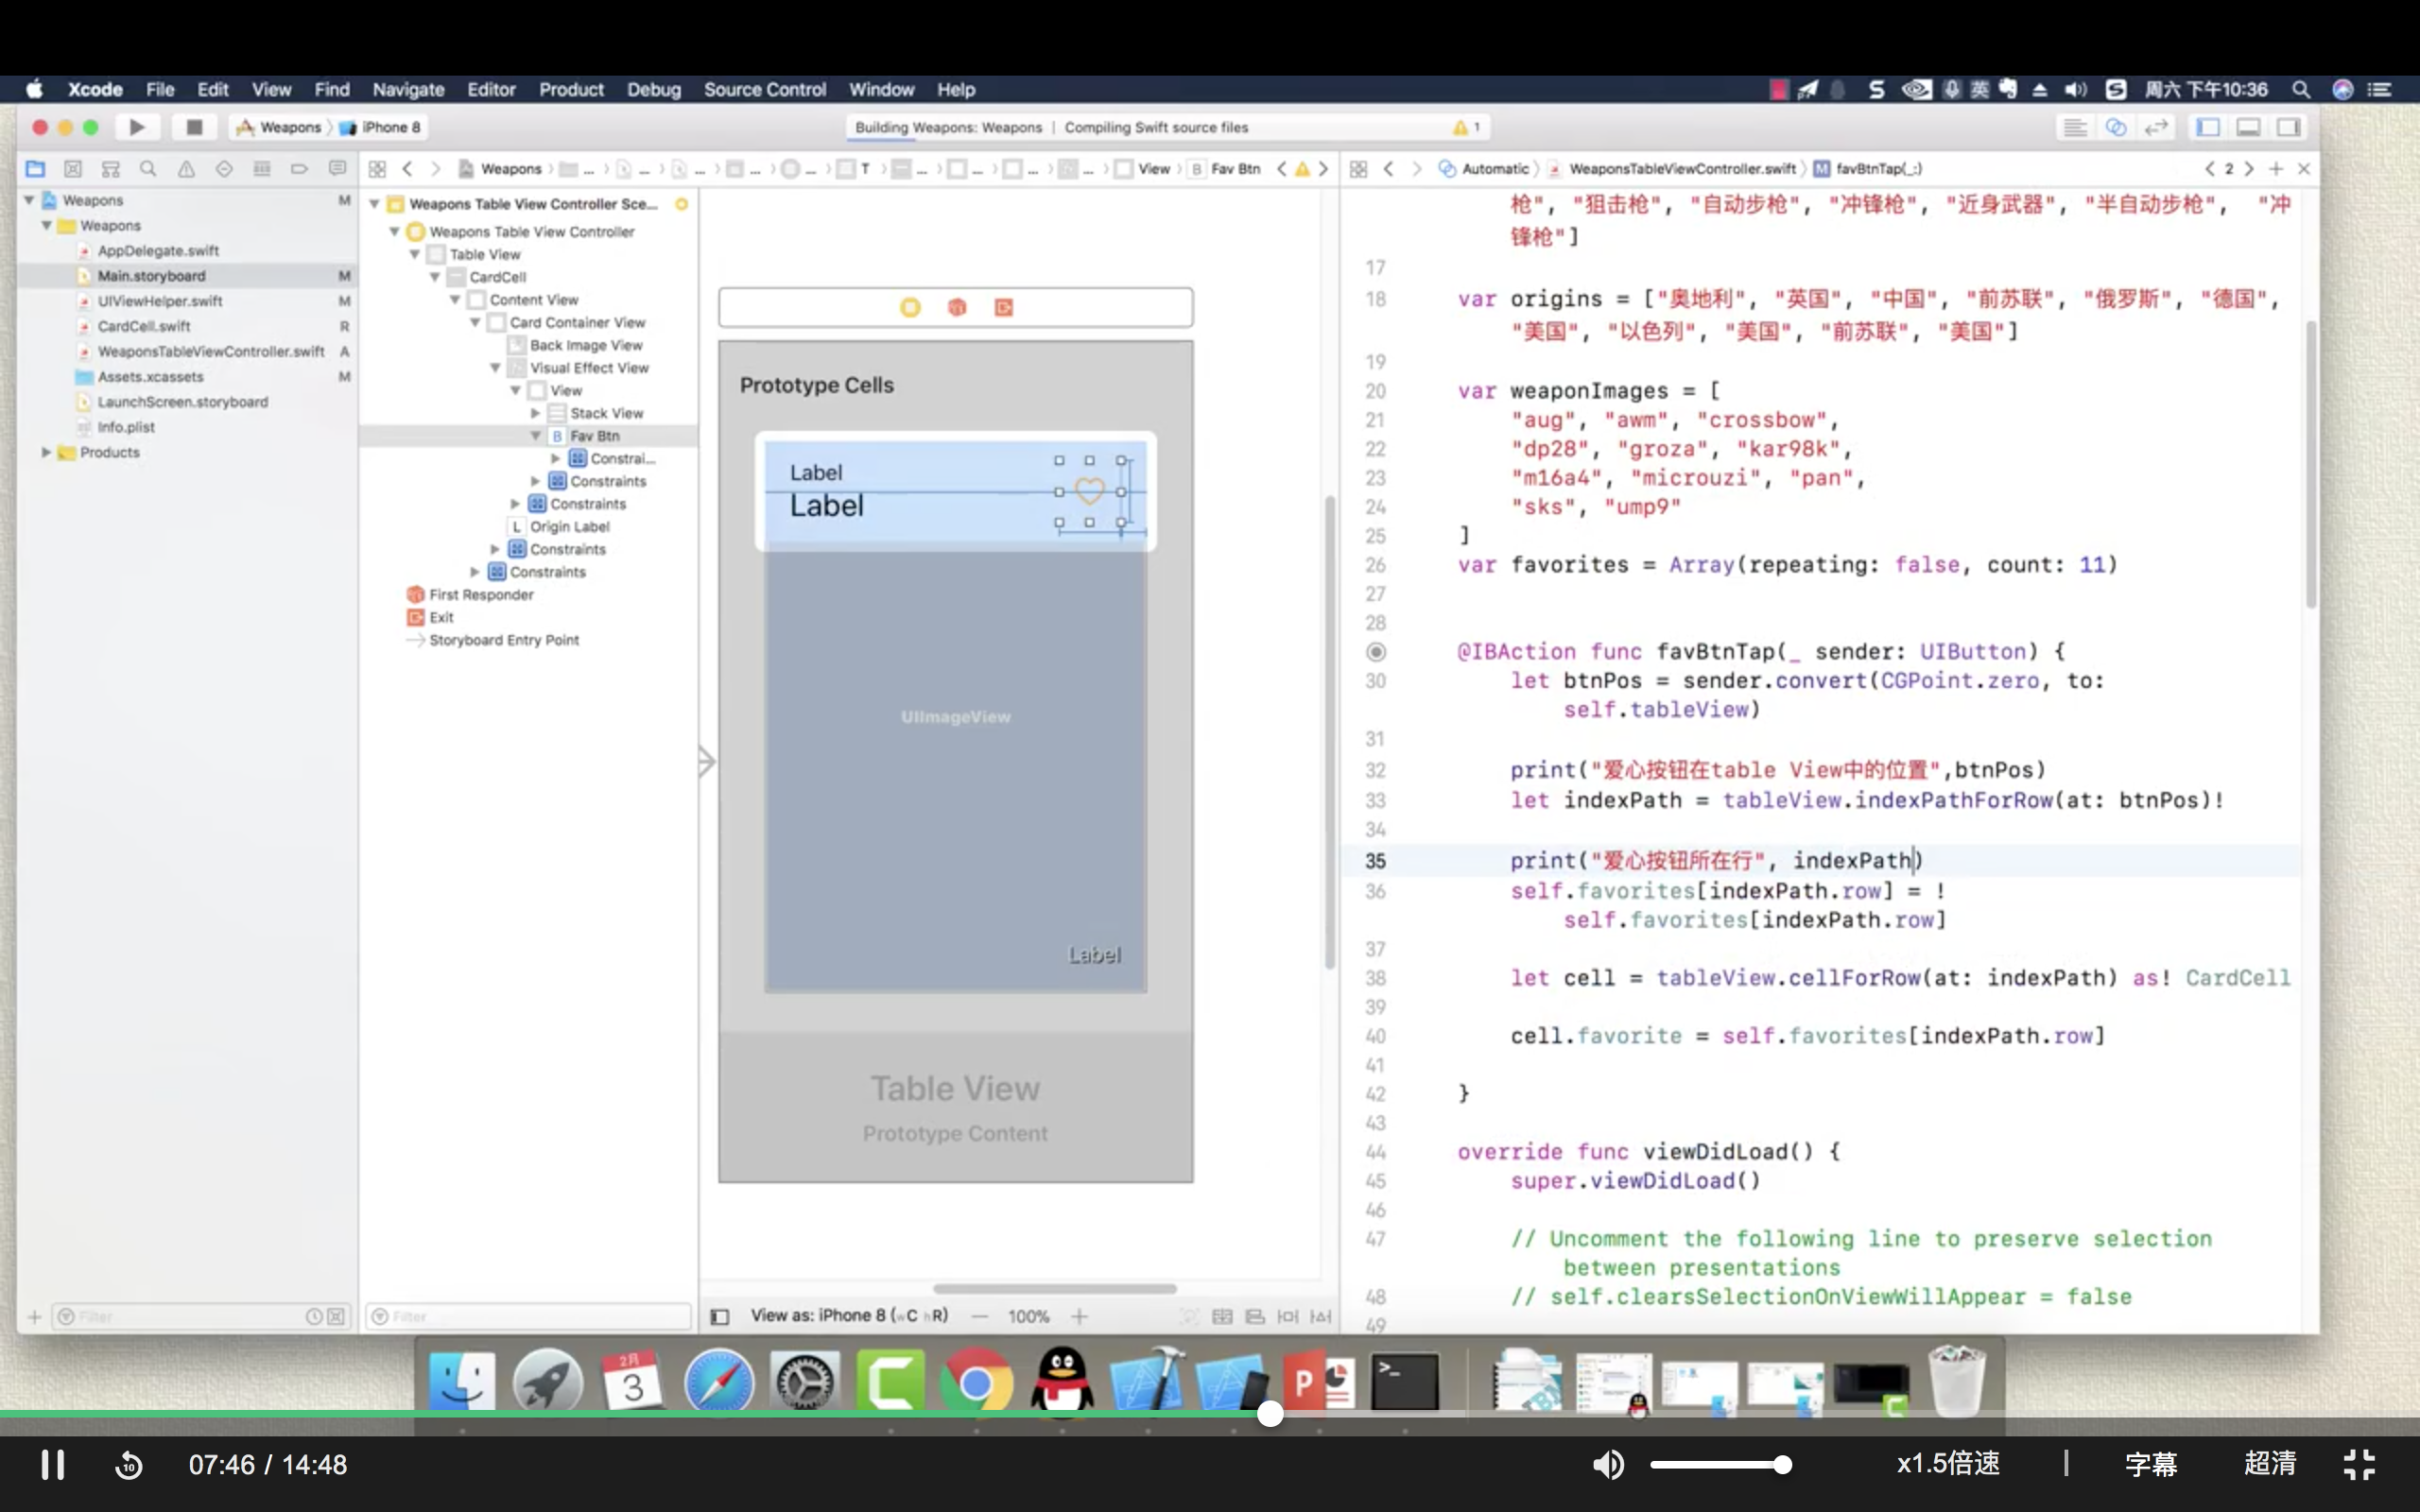 Xcode File Edit View Find Navigate Editor Product Debug Source Control Window Help 英 周六 下午10:36
Weapons iPhone 8
Building Weapons: Weapons | Compiling Swift source files 1
Weapons ... ... ... ... ... T ... ... ... ... View B Fav Btn
Automatic WeaponsTableViewController.swift M favBtnTap(_:) 2
Weapons M
Weapons
AppDelegate.swift
Main.storyboard M
UIViewHelper.swift M
CardCell.swift R
WeaponsTableViewController.swift A
Assets.xcassets M
LaunchScreen.storyboard
Info.plist
Products
Filter
Weapons Table View Controller Sce...
Weapons Table View Controller
Table View
CardCell
Content View
Card Container View
Back Image View
Visual Effect View
View
Stack View
B Fav Btn
Constrai...
Constraints
Constraints
L Origin Label
Constraints
Constraints
First Responder
Exit
Storyboard Entry Point
Filter
Prototype Cells
Label
Label
UIImageView
Label
Table View
Prototype Content
View as: iPhone 8 (wC hR) — 100% +
枪", "狙击枪", "自动步枪", "冲锋枪", "近身武器", "半自动步枪", "冲
锋枪"]
17
18 var origins = ["奥地利", "英国", "中国", "前苏联", "俄罗斯", "德国",
"美国", "以色列", "美国", "前苏联", "美国"]
19
20 var weaponImages = [
21 "aug", "awm", "crossbow",
22 "dp28", "groza", "kar98k",
23 "m16a4", "microuzi", "pan",
24 "sks", "ump9"
25 ]
26 var favorites = Array(repeating: false, count: 11)
27
28
@IBAction func favBtnTap(_ sender: UIButton) {
30 let btnPos = sender.convert(CGPoint.zero, to:
self.tableView)
31
32 print("爱心按钮在table View中的位置",btnPos)
33 let indexPath = tableView.indexPathForRow(at: btnPos)!
34
35 print("爱心按钮所在行", indexPath)
36 self.favorites[indexPath.row] = !
self.favorites[indexPath.row]
37
38 let cell = tableView.cellForRow(at: indexPath) as! CardCell
39
40 cell.favorite = self.favorites[indexPath.row]
41
42 }
43
44 override func viewDidLoad() {
45 super.viewDidLoad()
46
47 // Uncomment the following line to preserve selection
between presentations
48 // self.clearsSelectionOnViewWillAppear = false
49
2月
3
P
10
07:46 / 14:48
x1.5倍速 | 字幕 超清